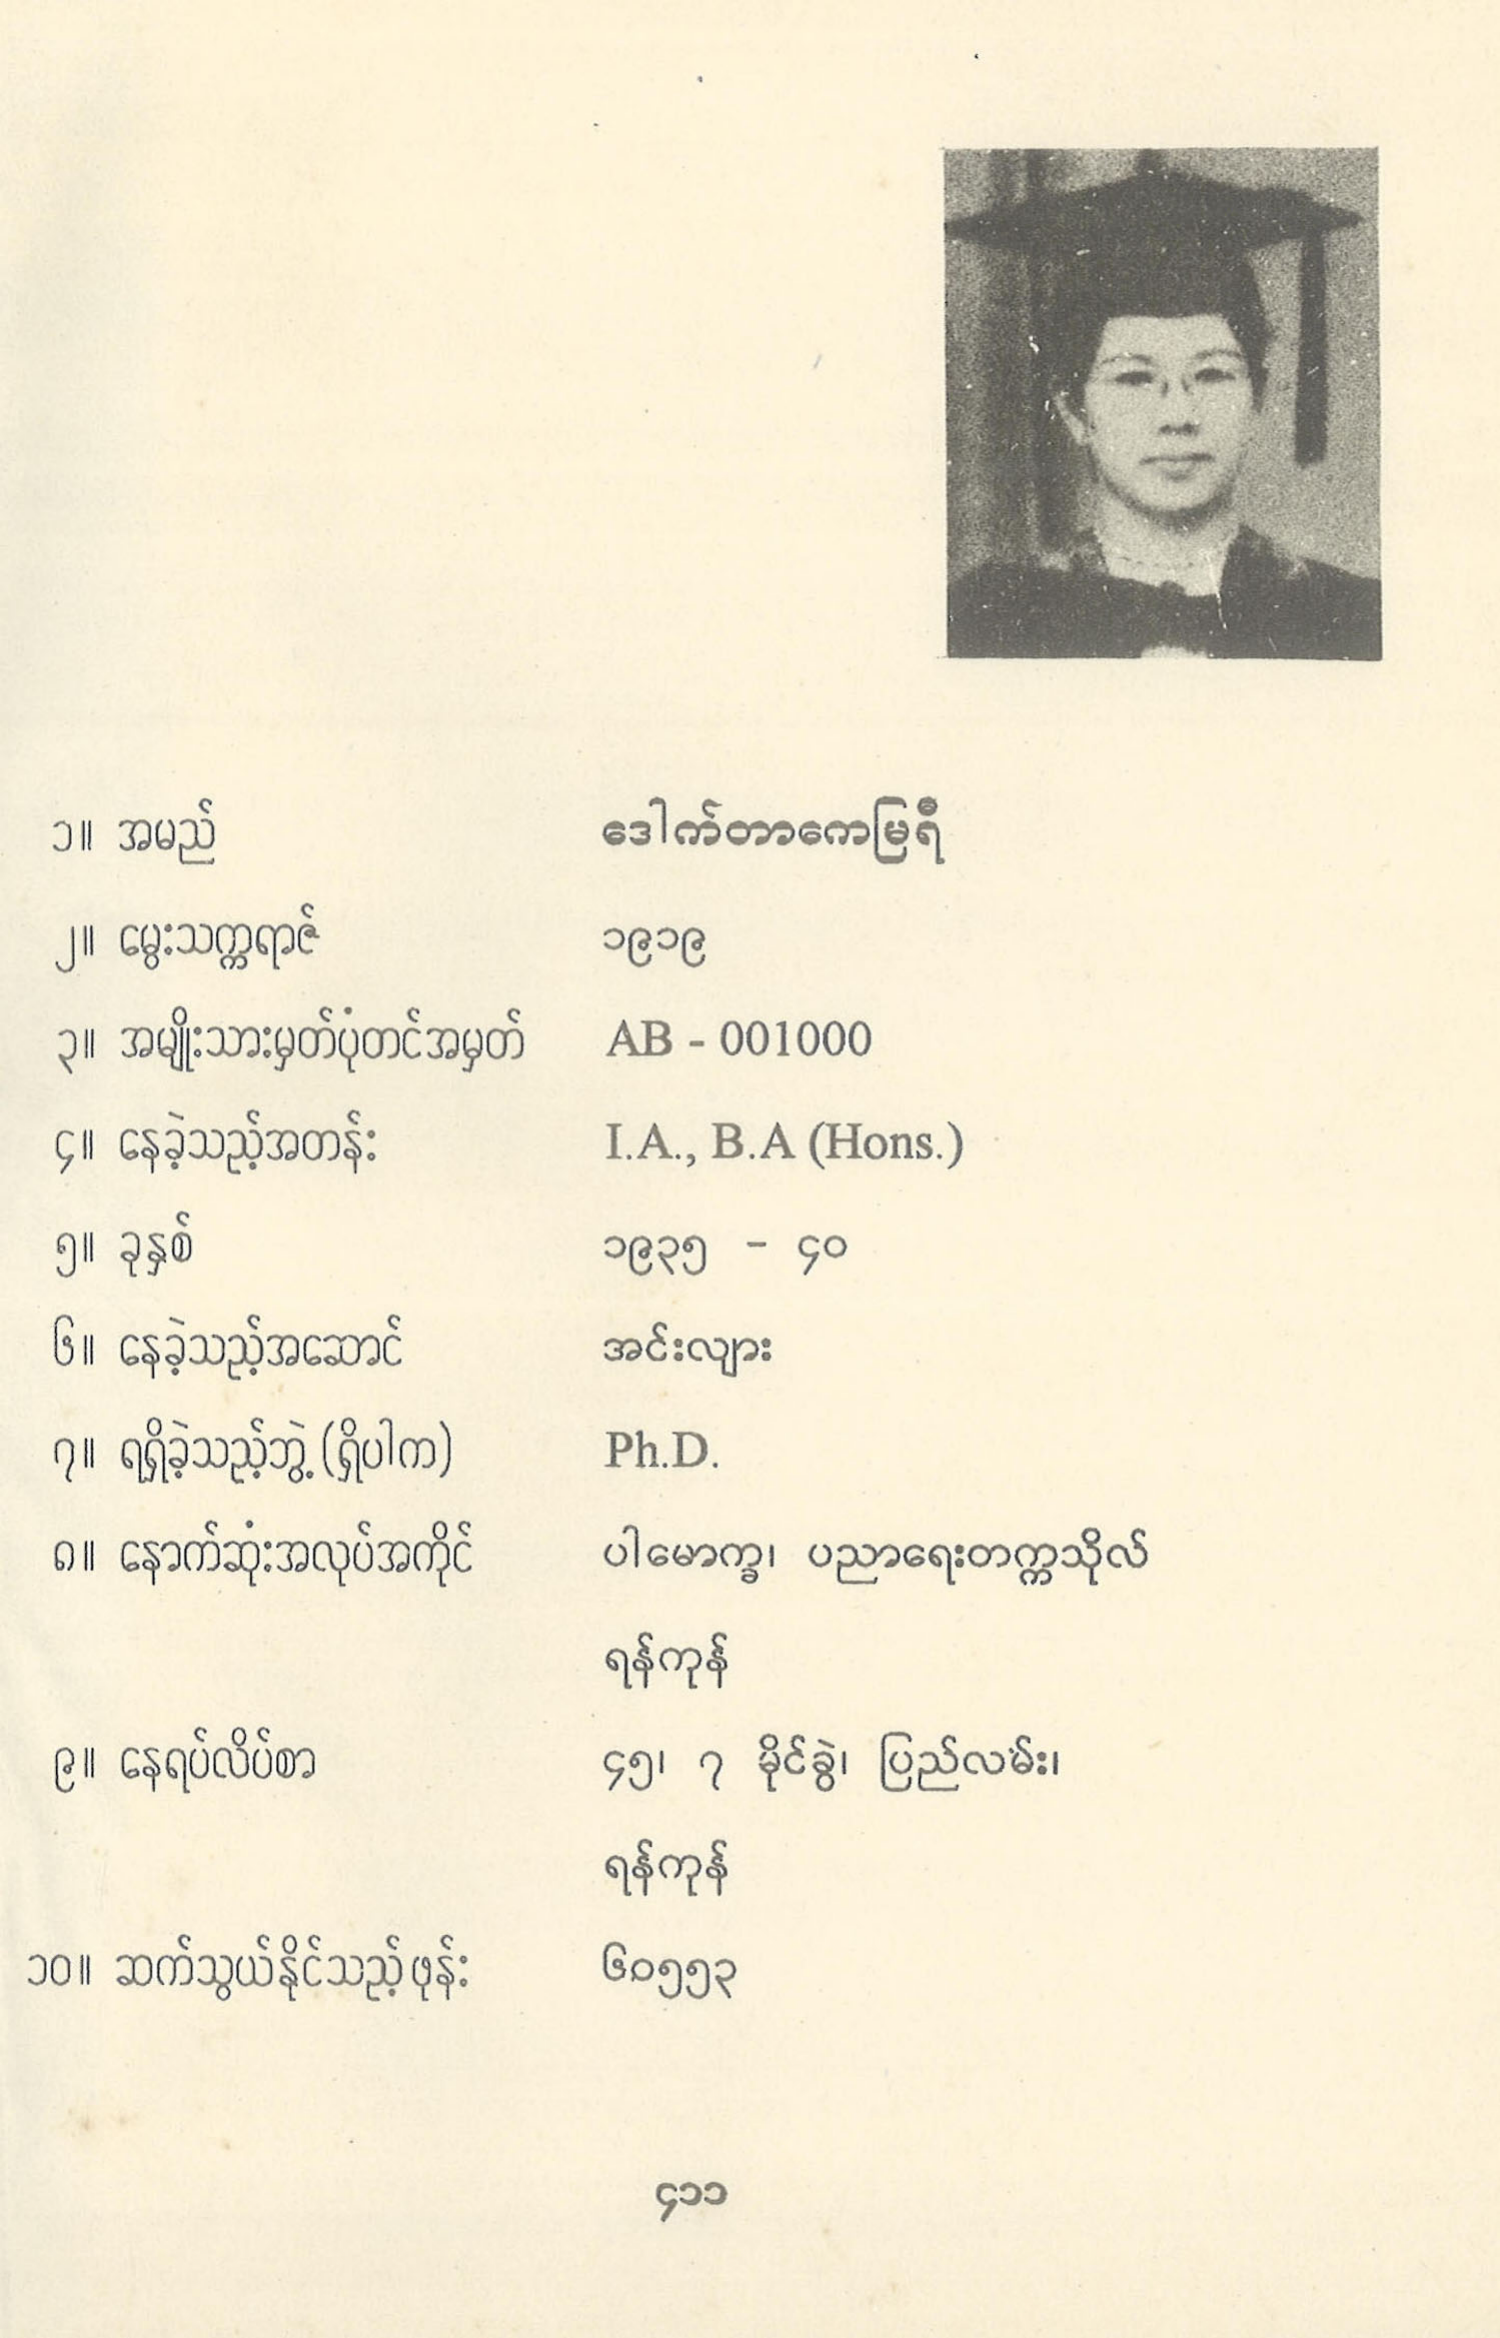 ၁။ အမည် ဒေါက်တာကေမြရီ
၂။ မွေးသက္ကရာဇ် ၁၉၁၉
၃။ အမျိုးသားမှတ်ပုံတင်အမှတ် AB - 001000
၄။ နေခဲ့သည့်အတန်း I.A., B.A (Hons.)
၅။ ခုနှစ် ၁၉၃၅ - ၄၀
၆။ နေခဲ့သည့်အဆောင် အင်းလျား
၇။ ရရှိခဲ့သည့်ဘွဲ့ (ရှိပါက) Ph.D.
၈။ နောက်ဆုံးအလုပ်အကိုင် ပါမောက္ခ၊ ပညာရေးတက္ကသိုလ်
ရန်ကုန်
၉။ နေရပ်လိပ်စာ ၄၅၊ ၇ မိုင်ခွဲ၊ ပြည်လမ်း၊
ရန်ကုန်
၁၀။ ဆက်သွယ်နိုင်သည့်ဖုန်း ၆၀၅၅၃
၄၁၁